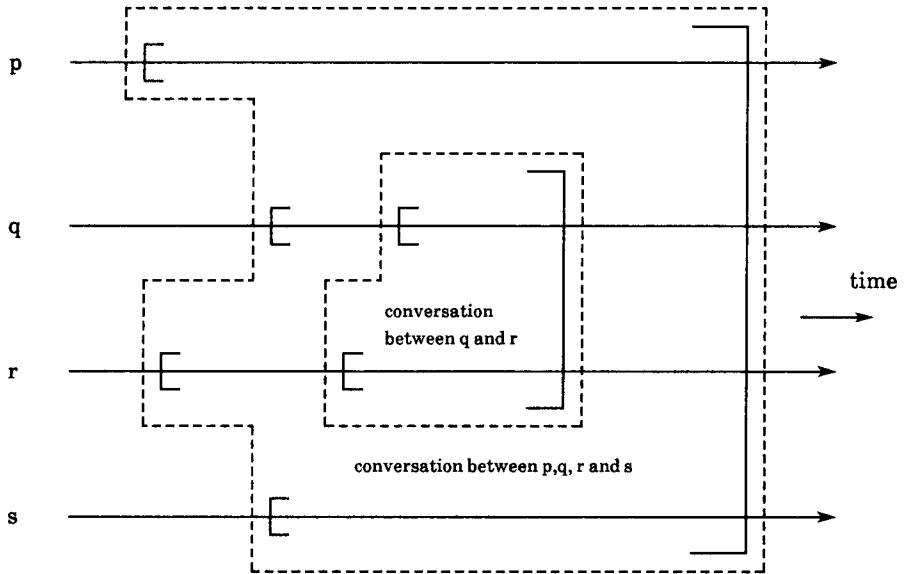 p
q
time
conversation
between q and r
r
conversation between p,q, r and s
s